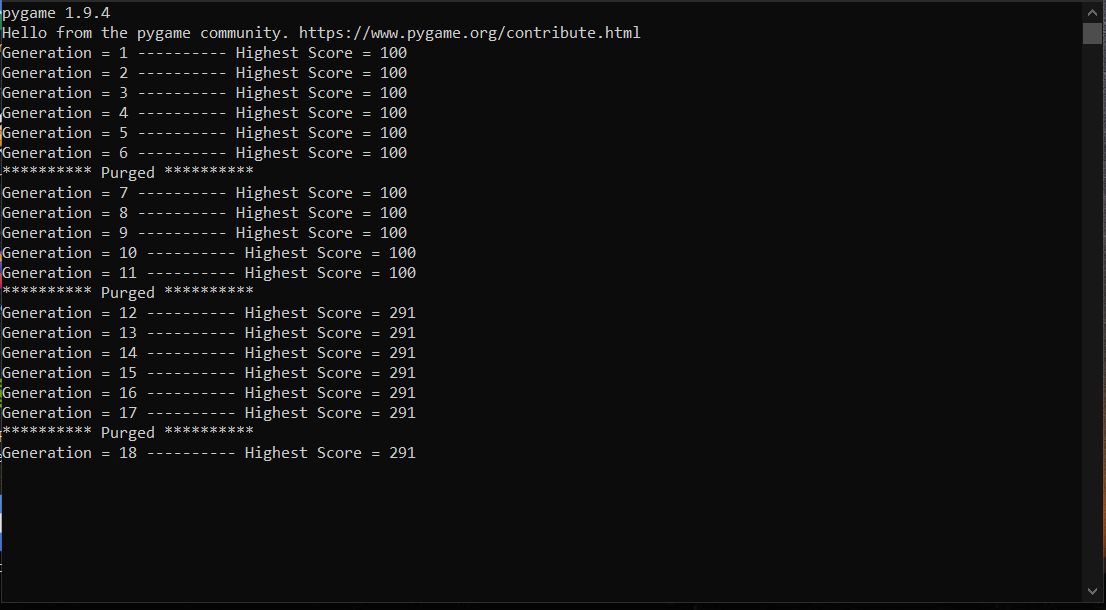 pygame 1.9.4
Hello from the pygame community. https://www.pygame.org/contribute.html
Generation = 1 ---------- Highest Score = 100
Generation = 2 ---------- Highest Score = 100
Generation = 3 ---------- Highest Score = 100
Generation = 4 ---------- Highest Score = 100
Generation = 5 ---------- Highest Score = 100
Generation = 6 ---------- Highest Score = 100
********** Purged **********
Generation = 7 ---------- Highest Score = 100
Generation = 8 ---------- Highest Score = 100
Generation = 9 ---------- Highest Score = 100
Generation = 10 ---------- Highest Score = 100
Generation = 11 ---------- Highest Score = 100
********** Purged **********
Generation = 12 ---------- Highest Score = 291
Generation = 13 ---------- Highest Score = 291
Generation = 14 ---------- Highest Score = 291
Generation = 15 ---------- Highest Score = 291
Generation = 16 ---------- Highest Score = 291
Generation = 17 ---------- Highest Score = 291
********** Purged **********
Generation = 18 ---------- Highest Score = 291